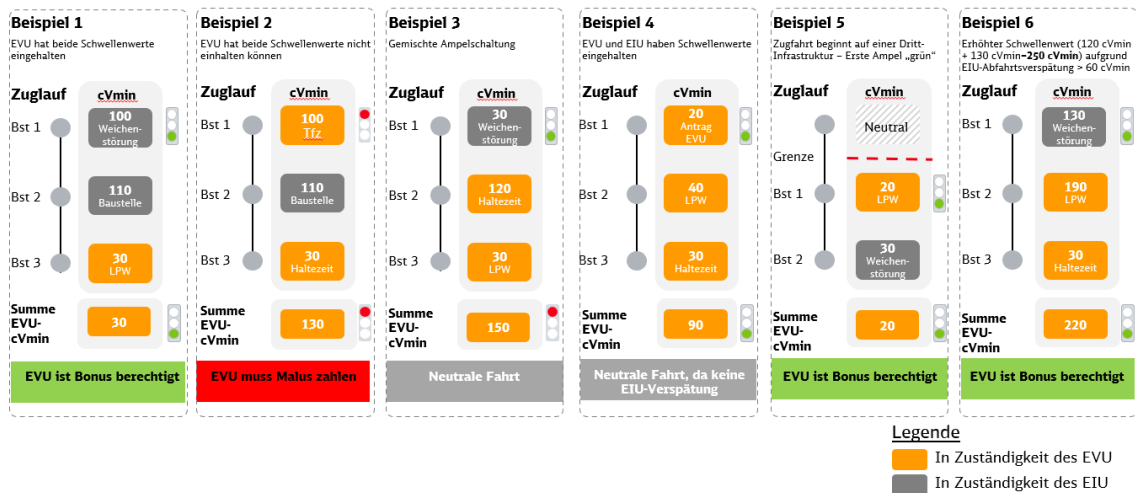 Beispiel 1
EVU hat beide Schwellenwerte
eingehalten
Zuglauf
cVmin
Bst 1
100
Weichen-
störung
Bst 2
110
Baustelle
Bst 3
30
LPW
Summe
EVU-
cVmin
30
EVU ist Bonus berechtigt
Beispiel 2
EVU hat beide Schwellenwerte nicht
einhalten können
Zuglauf
cVmin
Bst 1
100
Tfz
Bst 2
110
Baustelle
Bst 3
30
Haltezeit
Summe
EVU-
cVmin
130
EVU muss Malus zahlen
Beispiel 3
Gemischte Ampelschaltung
Zuglauf
cVmin
Bst 1
30
Weichen-
störung
Bst 2
120
Haltezeit
Bst 3
30
LPW
Summe
EVU-
cVmin
150
Neutrale Fahrt
Beispiel 4
EVU und EIU haben Schwellenwerte
eingehalten
Zuglauf
cVmin
Bst 1
20
Antrag
EVU
Bst 2
40
LPW
Bst 3
30
Haltezeit
Summe
EVU-
cVmin
90
Neutrale Fahrt, da keine
EIU-Verspätung
Beispiel 5
Zugfahrt beginnt auf einer Dritt-
Infrastruktur – Erste Ampel „grün“
Zuglauf
cVmin
Neutral
Grenze
Bst 1
20
LPW
Bst 2
30
Weichen-
störung
Summe
EVU-
cVmin
20
EVU ist Bonus berechtigt
Beispiel 6
Erhöhter Schwellenwert (120 cVmin
+ 130 cVmin=250 cVmin) aufgrund
EIU-Abfahrtsverspätung > 60 cVmin
Zuglauf
cVmin
Bst 1
130
Weichen-
störung
Bst 2
190
LPW
Bst 3
30
Haltezeit
Summe
EVU-
cVmin
220
EVU ist Bonus berechtigt
Legende
In Zuständigkeit des EVU
In Zuständigkeit des EIU